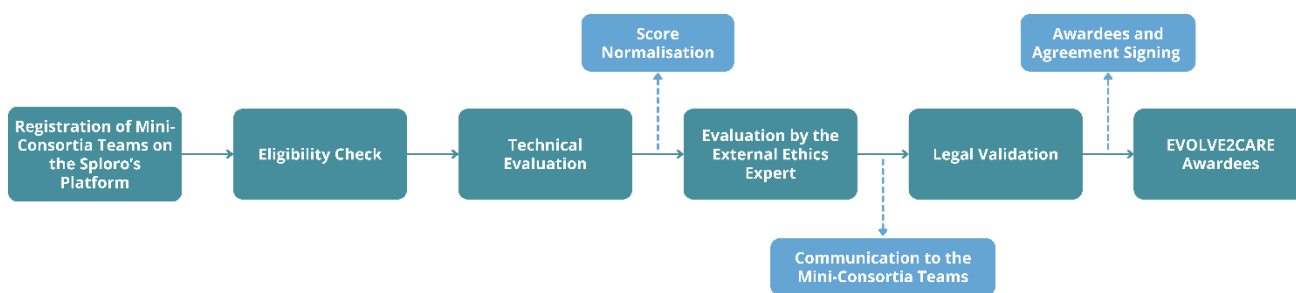 Score
Normalisation
Awardees and
Agreement Signing
Registration of Mini-
Consortia Teams on
the Sploro's
Platform
Eligibility Check
Technical
Evaluation
Evaluation by the
External Ethics
Expert
Legal Validation
EVOLVE2CARE
Awardees
Communication to the
Mini-Consortia Teams